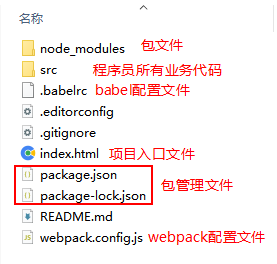 名称
node_modules 包文件
src 程序员所有业务代码
.babelrc babel配置文件
.editorconfig
.gitignore
index.html 项目入口文件
package.json
包管理文件
package-lock.json
README.md
webpack.config.js webpack配置文件